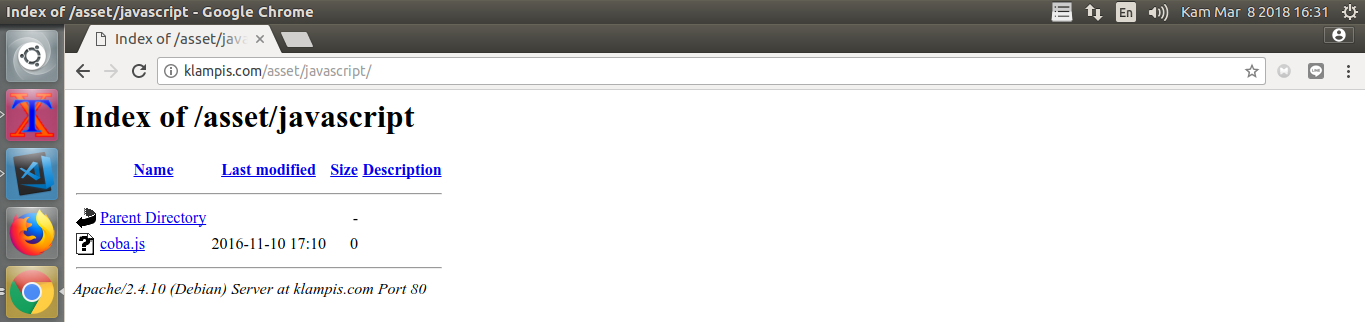 Index of /asset/javascript - Google Chrome
En
Kam Mar 8 2018 16:31
Index of /asset/java
klampis.com/asset/javascript/
Index of /asset/javascript
Name Last modified Size Description
Parent Directory -
coba.js 2016-11-10 17:10 0
Apache/2.4.10 (Debian) Server at klampis.com Port 80